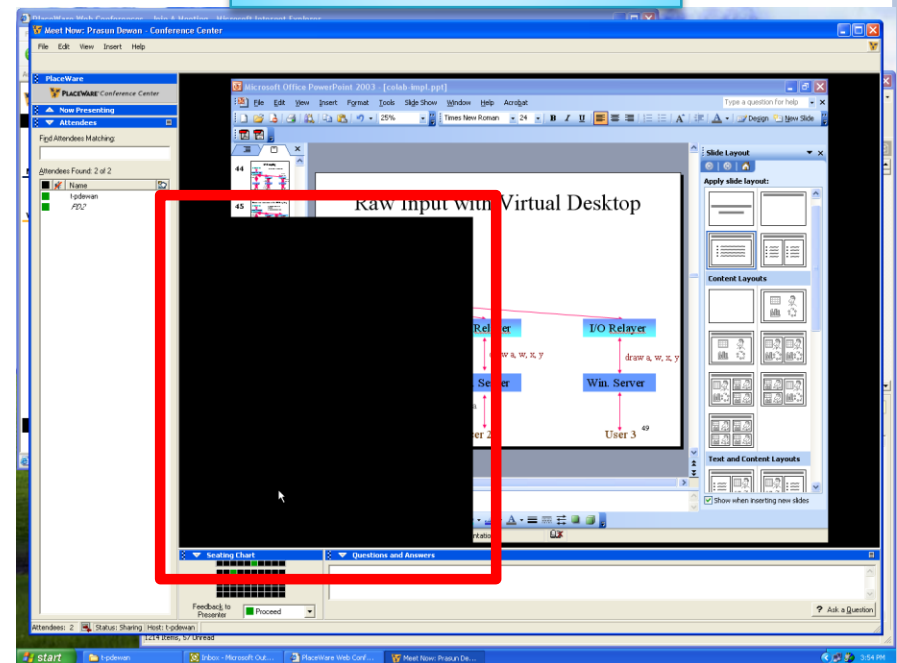 PlaceWare Web Conferences - Join A Meeting - Microsoft Internet Explorer
Meet Now: Prasun Dewan - Conference Center
File Edit View Insert Help
PlaceWare
PLACEWARE Conference Center
Now Presenting
Attendees
Find Attendees Matching:
Attendees Found: 2 of 2
Name
t-pdewan
PD2
Microsoft Office PowerPoint 2003 - [colab-impl.ppt]
File Edit View Insert Format Tools Slide Show Window Help Acrobat
Type a question for help
25% Times New Roman 24 B I U Design New Slide
44
45
Raw Input with Virtual Desktop
Relayer I/O Relayer
w a, w, x, y draw a, w, x, y
Server Win. Server
er 2 User 3
49
Slide Layout
Apply slide layout:
Content Layouts
Text and Content Layouts
Show when inserting new slides
Seating Chart
Questions and Answers
Feedback to
Presenter
Proceed
Ask a Question
Attendees: 2 Status: Sharing Host: t-pdewan
1214 Items, 57 Unread
start t-pdewan Inbox - Microsoft Out... PlaceWare Web Conf... Meet Now: Prasun De... 3:54 PM